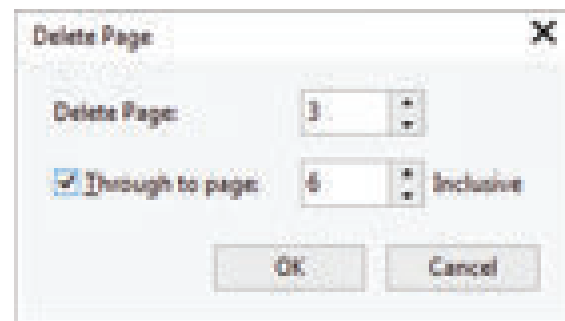 Delete Page
Delete Page: 3
Through to page: 6 Inclusive
OK Cancel